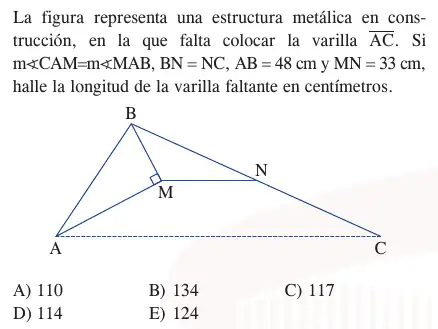 La figura representa una estructura metálica en cons-
trucción, en la que falta colocar la varilla AC. Si
m∢CAM=m∢MAB, BN = NC, AB = 48 cm y MN = 33 cm,
halle la longitud de la varilla faltante en centímetros.
B
N
M
A
C
A) 110 B) 134 C) 117
D) 114 E) 124